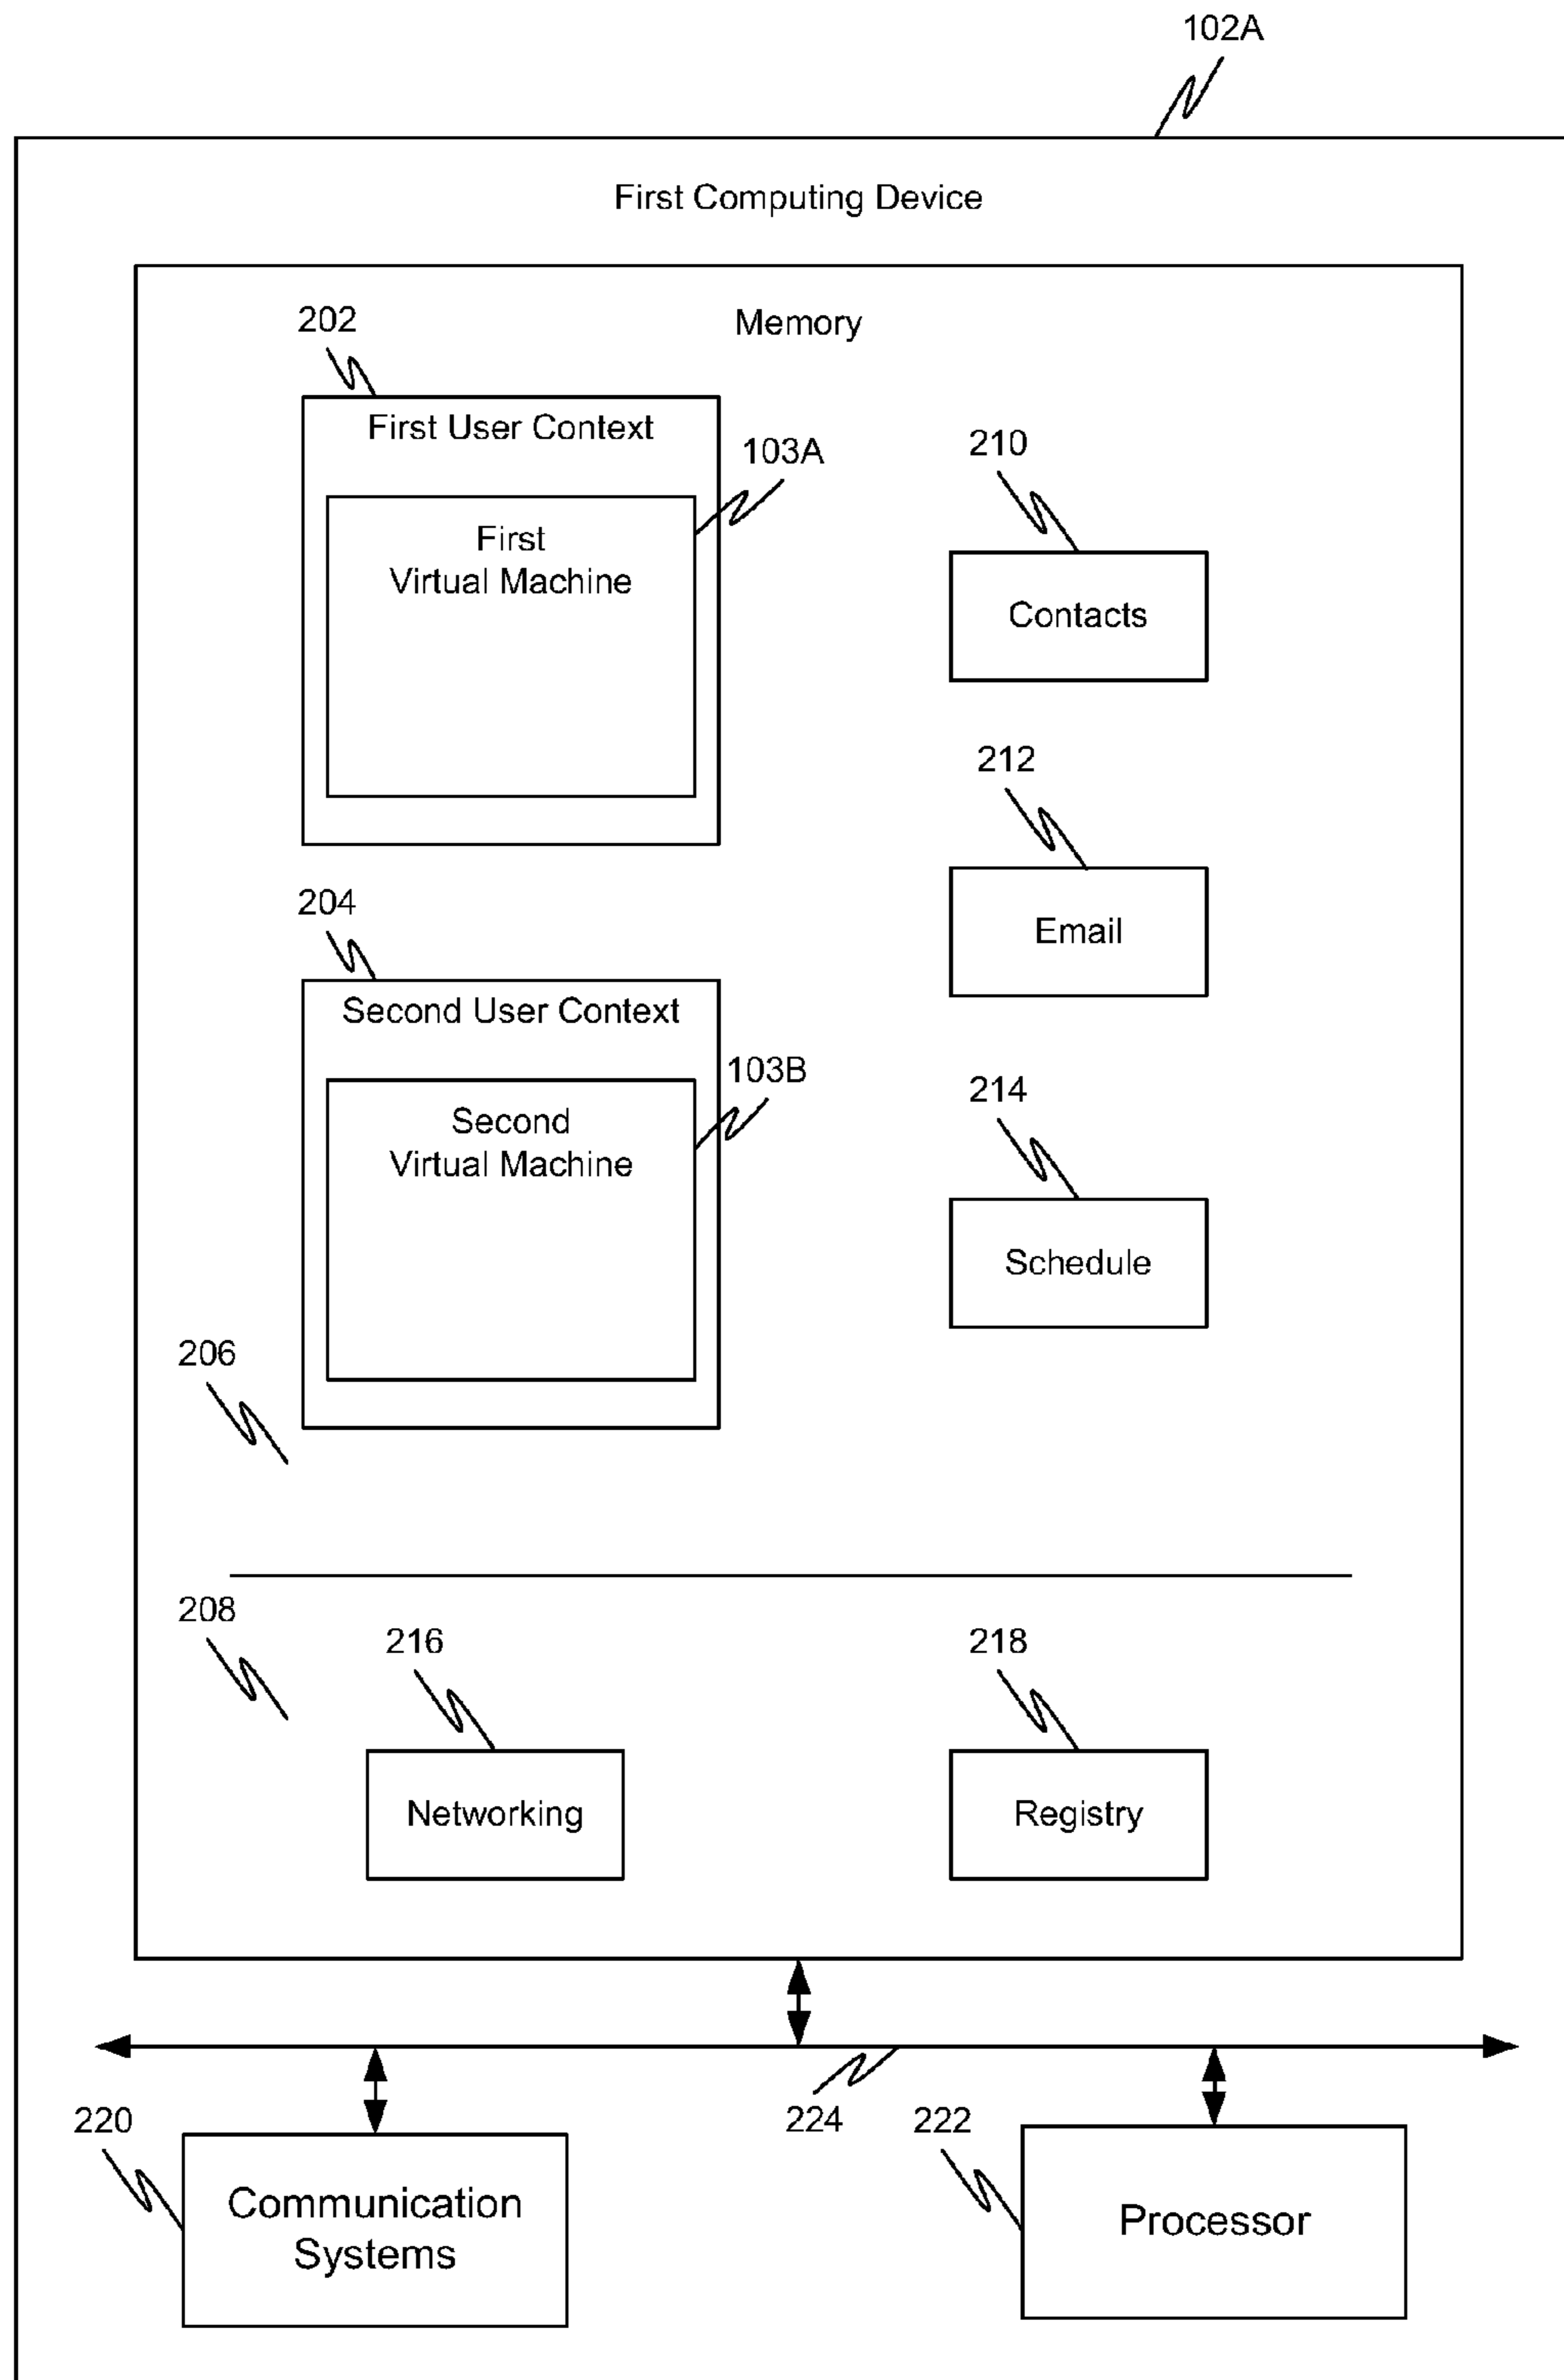 102A
First Computing Device
Memory
202
First User Context
103A
First
Virtual Machine
210
Contacts
212
Email
204
Second User Context
103B
Second
Virtual Machine
214
Schedule
206
208
216
Networking
218
Registry
224
220
Communication
Systems
222
Processor